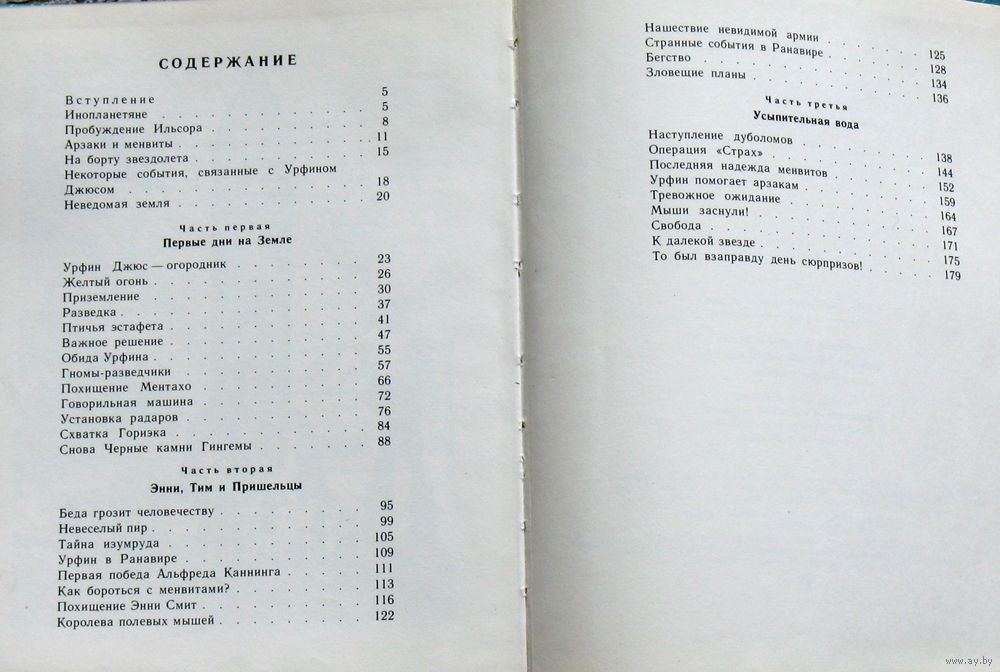 СОДЕРЖАНИЕ
Вступление 5
Инопланетяне . . . . . . . . . . . . . 5
Пробуждение Ильсора . . . . . . . . . . 8
Арзаки и менвиты . . . . . . . . . . . . 11
На борту звездолета . . . . . . . . . . . 15
Некоторые события, связанные с Урфином
Джюсом . . . . . . . . . . . . . . . 18
Неведомая земля . . . . . . . . . . . . 20
Часть первая
Первые дни на Земле
Урфин Джюс — огородник . . . . . . . . . 23
Желтый огонь . . . . . . . . . . . . . 26
Приземление . . . . . . . . . . . . . 30
Разведка . . . . . . . . . . . . . . . 37
Птичья эстафета . . . . . . . . . . . . 41
Важное решение . . . . . . . . . . . . 47
Обида Урфина . . . . . . . . . . . . . 55
Гномы-разведчики . . . . . . . . . . . . 57
Похищение Ментахо . . . . . . . . . . . 66
Говорильная машина . . . . . . . . . . . 72
Установка радаров . . . . . . . . . . . . 76
Схватка Гориэка . . . . . . . . . . . . 84
Снова Черные камни Гингемы . . . . . . . 88
Часть вторая
Энни, Тим и Пришельцы
Беда грозит человечеству . . . . . . . . . 95
Невеселый пир . . . . . . . . . . . . . 99
Тайна изумруда . . . . . . . . . . . . 105
Урфин в Ранавире . . . . . . . . . . . 109
Первая победа Альфреда Каннинга . . . . . 111
Как бороться с менвитами? . . . . . . . . 113
Похищение Энни Смит . . . . . . . . . . 116
Королева полевых мышей . . . . . . . . . 122
Нашествие невидимой армии . . . . . . . 125
Странные события в Ранавире . . . . . . . 128
Бегство . . . . . . . . . . . . . . . 134
Зловещие планы . . . . . . . . . . . . 136
Часть третья
Усыпительная вода
Наступление дуболомов . . . . . . . . . 138
Операция «Страх» . . . . . . . . . . . 144
Последняя надежда менвитов . . . . . . . 152
Урфин помогает арзакам . . . . . . . . . 159
Тревожное ожидание . . . . . . . . . . 164
Мыши заснули! . . . . . . . . . . . . 167
Свобода . . . . . . . . . . . . . . . 171
К далекой звезде . . . . . . . . . . . . 175
То был взаправду день сюрпризов! . . . . . 179
www.ay.by